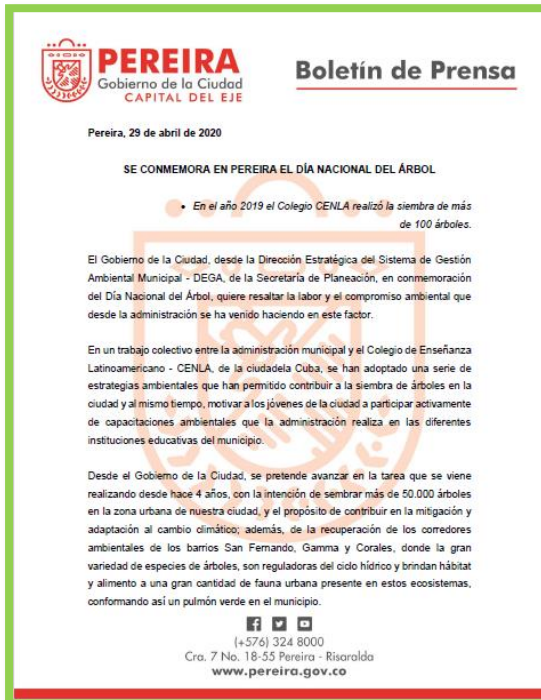 PEREIRA
Gobierno de la Ciudad
CAPITAL DEL EJE
Boletín de Prensa
Pereira, 29 de abril de 2020
SE CONMEMORA EN PEREIRA EL DÍA NACIONAL DEL ÁRBOL
• En el año 2019 el Colegio CENLA realizó la siembra de más
de 100 árboles.
El Gobierno de la Ciudad, desde la Dirección Estratégica del Sistema de Gestión
Ambiental Municipal - DEGA, de la Secretaría de Planeación, en conmemoración
del Día Nacional del Árbol, quiere resaltar la labor y el compromiso ambiental que
desde la administración se ha venido haciendo en este factor.
En un trabajo colectivo entre la administración municipal y el Colegio de Enseñanza
Latinoamericano - CENLA, de la ciudadela Cuba, se han adoptado una serie de
estrategias ambientales que han permitido contribuir a la siembra de árboles en la
ciudad y al mismo tiempo, motivar a los jóvenes de la ciudad a participar activamente
de capacitaciones ambientales que la administración realiza en las diferentes
instituciones educativas del municipio.
Desde el Gobierno de la Ciudad, se pretende avanzar en la tarea que se viene
realizando desde hace 4 años, con la intención de sembrar más de 50.000 árboles
en la zona urbana de nuestra ciudad, y el propósito de contribuir en la mitigación y
adaptación al cambio climático; además, de la recuperación de los corredores
ambientales de los barrios San Fernando, Gamma y Corales, donde la gran
variedad de especies de árboles, son reguladoras del ciclo hídrico y brindan hábitat
y alimento a una gran cantidad de fauna urbana presente en estos ecosistemas,
conformando así un pulmón verde en el municipio.
(+576) 324 8000
Cra. 7 No. 18-55 Pereira - Risaralda
www.pereira.gov.co